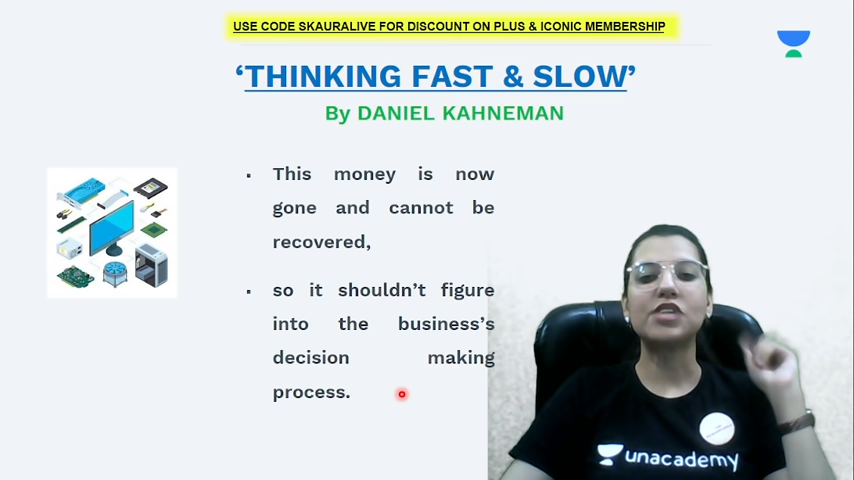 USE CODE SKAURALIVE FOR DISCOUNT ON PLUS & ICONIC MEMBERSHIP
‘THINKING FAST & SLOW’
By DANIEL KAHNEMAN
This money is now
gone and cannot be
recovered,
so it shouldn’t figure
into the business’s
decision making
process.
unacademy